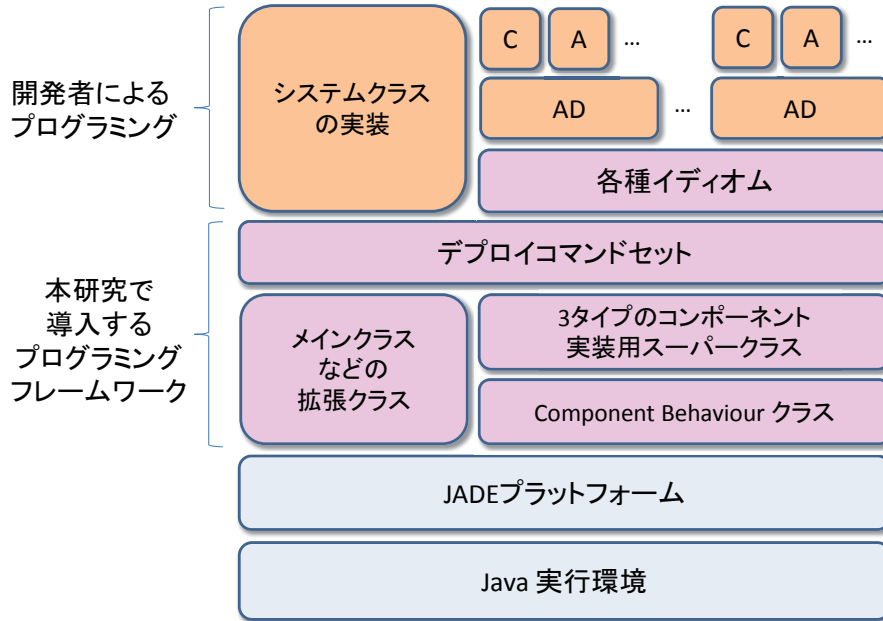 開発者による
プログラミング
システムクラス
の実装
C A ... C A ...
AD ... AD
各種イディオム
本研究で
導入する
プログラミング
フレームワーク
デプロイコマンドセット
メインクラス
などの
拡張クラス
3タイプのコンポーネント
実装用スーパークラス
Component Behaviour クラス
JADEプラットフォーム
Java 実行環境